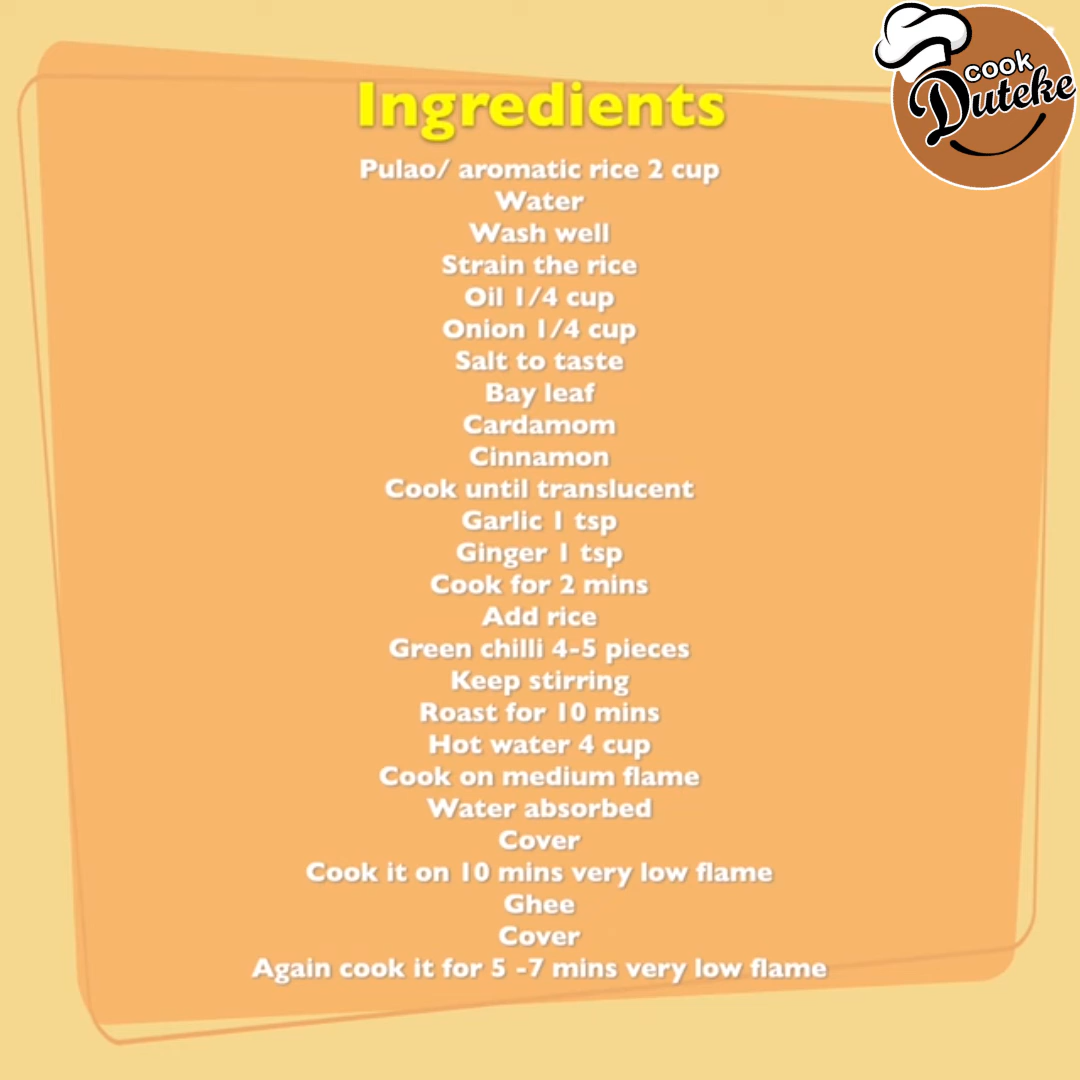 cook
Duteke
Ingredients
Pulao/ aromatic rice 2 cup
Water
Wash well
Strain the rice
Oil 1/4 cup
Onion 1/4 cup
Salt to taste
Bay leaf
Cardamom
Cinnamon
Cook until translucent
Garlic 1 tsp
Ginger 1 tsp
Cook for 2 mins
Add rice
Green chilli 4-5 pieces
Keep stirring
Roast for 10 mins
Hot water 4 cup
Cook on medium flame
Water absorbed
Cover
Cook it on 10 mins very low flame
Ghee
Cover
Again cook it for 5 -7 mins very low flame